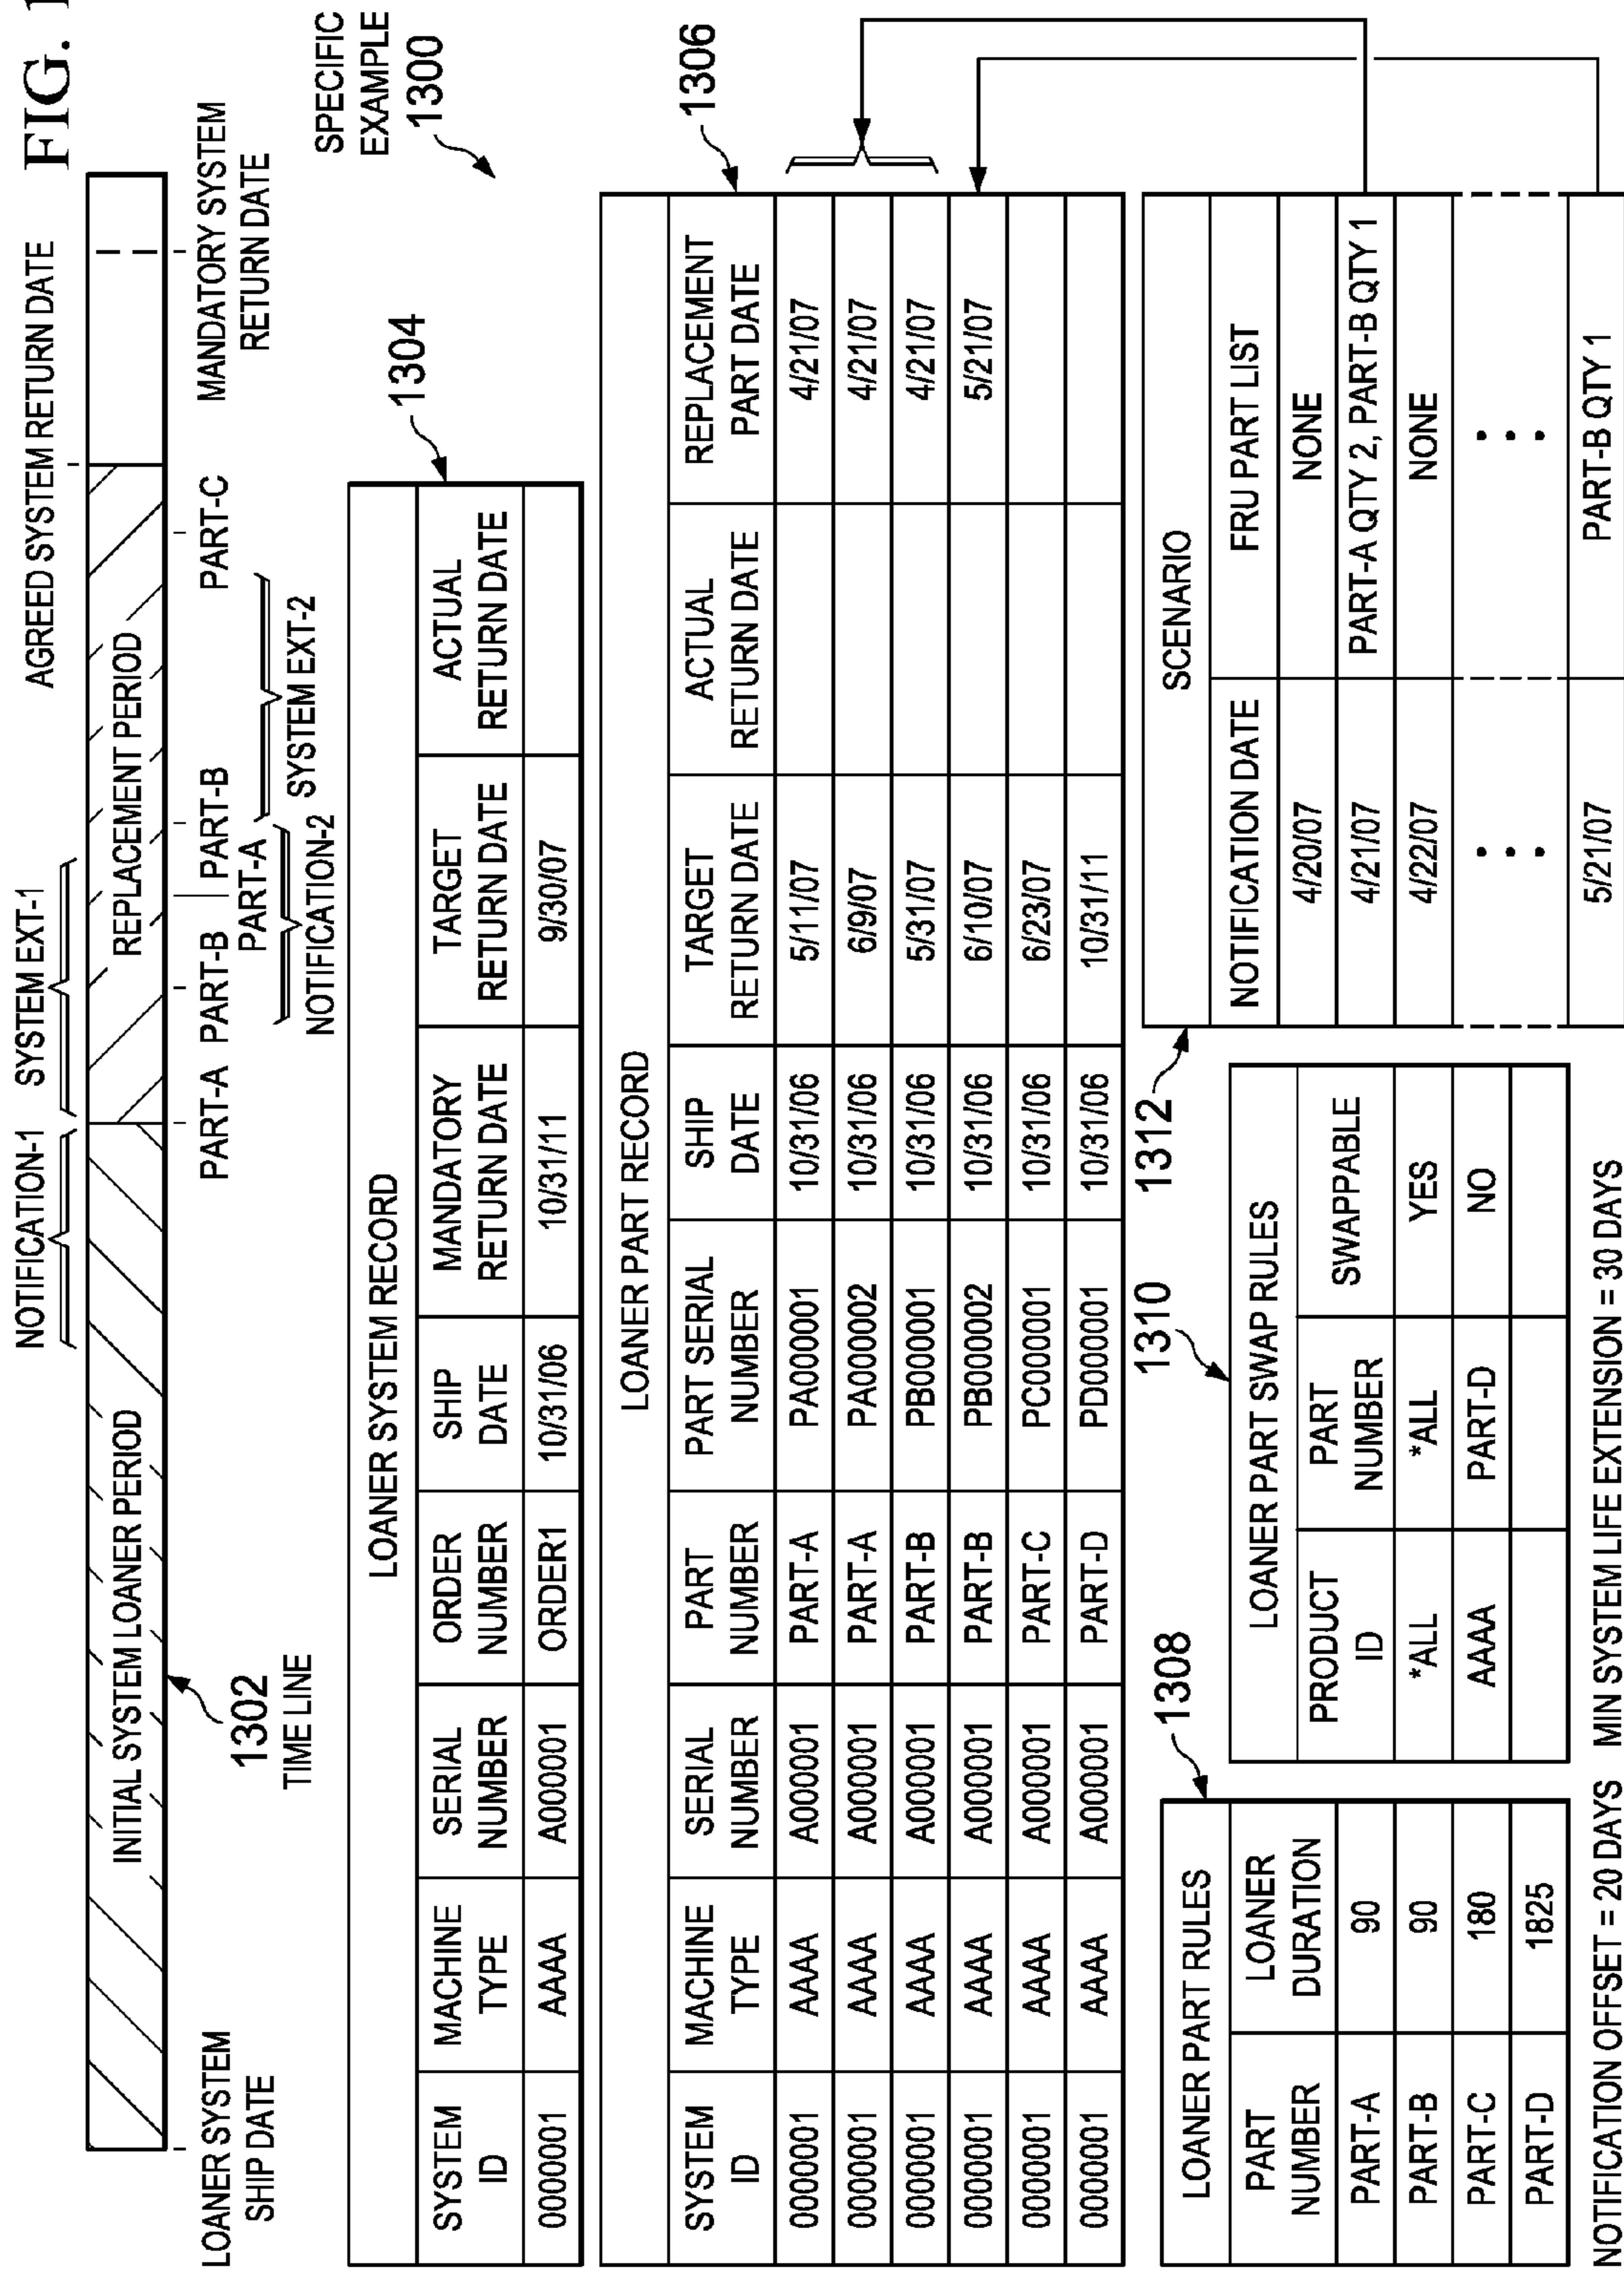 FIG. 1
AGREED SYSTEM RETURN DATE
NOTIFICATION-1
SYSTEM EXT-1
INITIAL SYSTEM LOANER PERIOD
REPLACEMENT PERIOD
LOANER SYSTEM
SHIP DATE
1302
TIME LINE
PART-A
PART-B
PART-A
PART-B
PART-C
NOTIFICATION-2
SYSTEM EXT-2
MANDATORY SYSTEM
RETURN DATE
SPECIFIC
EXAMPLE
1300
1304
LOANER SYSTEM RECORD
SYSTEM ID | MACHINE TYPE | SERIAL NUMBER | ORDER NUMBER | SHIP DATE | MANDATORY RETURN DATE | TARGET RETURN DATE | ACTUAL RETURN DATE
0000001 | AAAA | A000001 | ORDER1 | 10/31/06 | 10/31/11 | 9/30/07
1306
LOANER PART RECORD
SYSTEM ID | MACHINE TYPE | SERIAL NUMBER | PART NUMBER | PART SERIAL NUMBER | SHIP DATE | TARGET RETURN DATE | ACTUAL RETURN DATE | REPLACEMENT PART DATE
0000001 | AAAA | A000001 | PART-A | PA000001 | 10/31/06 | 5/11/07 | 4/21/07
0000001 | AAAA | A000001 | PART-A | PA000002 | 10/31/06 | 6/9/07 | 4/21/07
0000001 | AAAA | A000001 | PART-B | PB000001 | 10/31/06 | 5/31/07 | 4/21/07
0000001 | AAAA | A000001 | PART-B | PB000002 | 10/31/06 | 6/10/07 | 5/21/07
0000001 | AAAA | A000001 | PART-C | PC000001 | 10/31/06 | 6/23/07
0000001 | AAAA | A000001 | PART-D | PD000001 | 10/31/06 | 10/31/11
1308
LOANER PART RULES
PART NUMBER | LOANER DURATION
PART-A | 90
PART-B | 90
PART-C | 180
PART-D | 1825
NOTIFICATION OFFSET = 20 DAYS
1310
LOANER PART SWAP RULES
PRODUCT ID | PART NUMBER | SWAPPABLE
*ALL | *ALL | YES
AAAA | PART-D | NO
MIN SYSTEM LIFE EXTENSION = 30 DAYS
1312
SCENARIO
NOTIFICATION DATE | FRU PART LIST
4/20/07 | NONE
4/21/07 | PART-A QTY 2, PART-B QTY 1
4/22/07 | NONE
5/21/07 | PART-B QTY 1